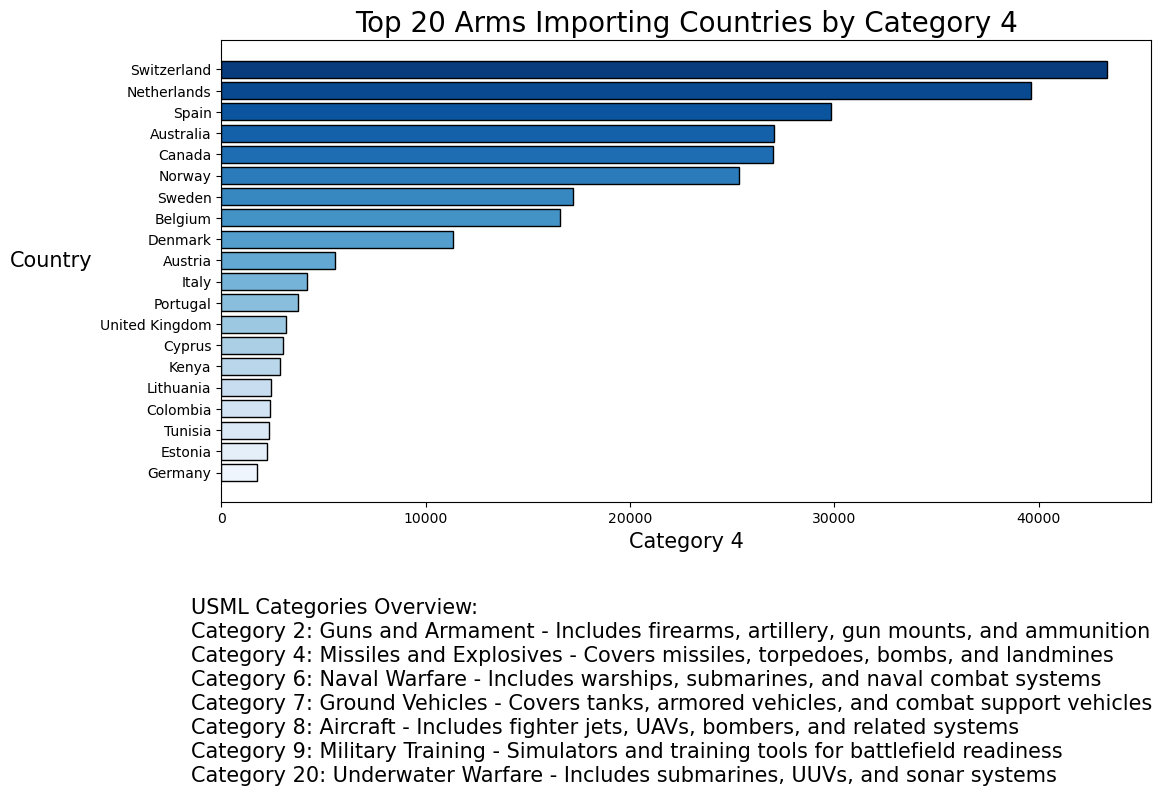 Top 20 Arms Importing Countries by Category 4
Switzerland
Netherlands
Spain
Australia
Canada
Norway
Sweden
Belgium
Denmark
Country
Austria
Italy
Portugal
United Kingdom
Cyprus
Kenya
Lithuania
Colombia
Tunisia
Estonia
Germany
0 10000 20000 30000 40000
Category 4
USML Categories Overview:
Category 2: Guns and Armament - Includes firearms, artillery, gun mounts, and ammunition
Category 4: Missiles and Explosives - Covers missiles, torpedoes, bombs, and landmines
Category 6: Naval Warfare - Includes warships, submarines, and naval combat systems
Category 7: Ground Vehicles - Covers tanks, armored vehicles, and combat support vehicles
Category 8: Aircraft - Includes fighter jets, UAVs, bombers, and related systems
Category 9: Military Training - Simulators and training tools for battlefield readiness
Category 20: Underwater Warfare - Includes submarines, UUVs, and sonar systems